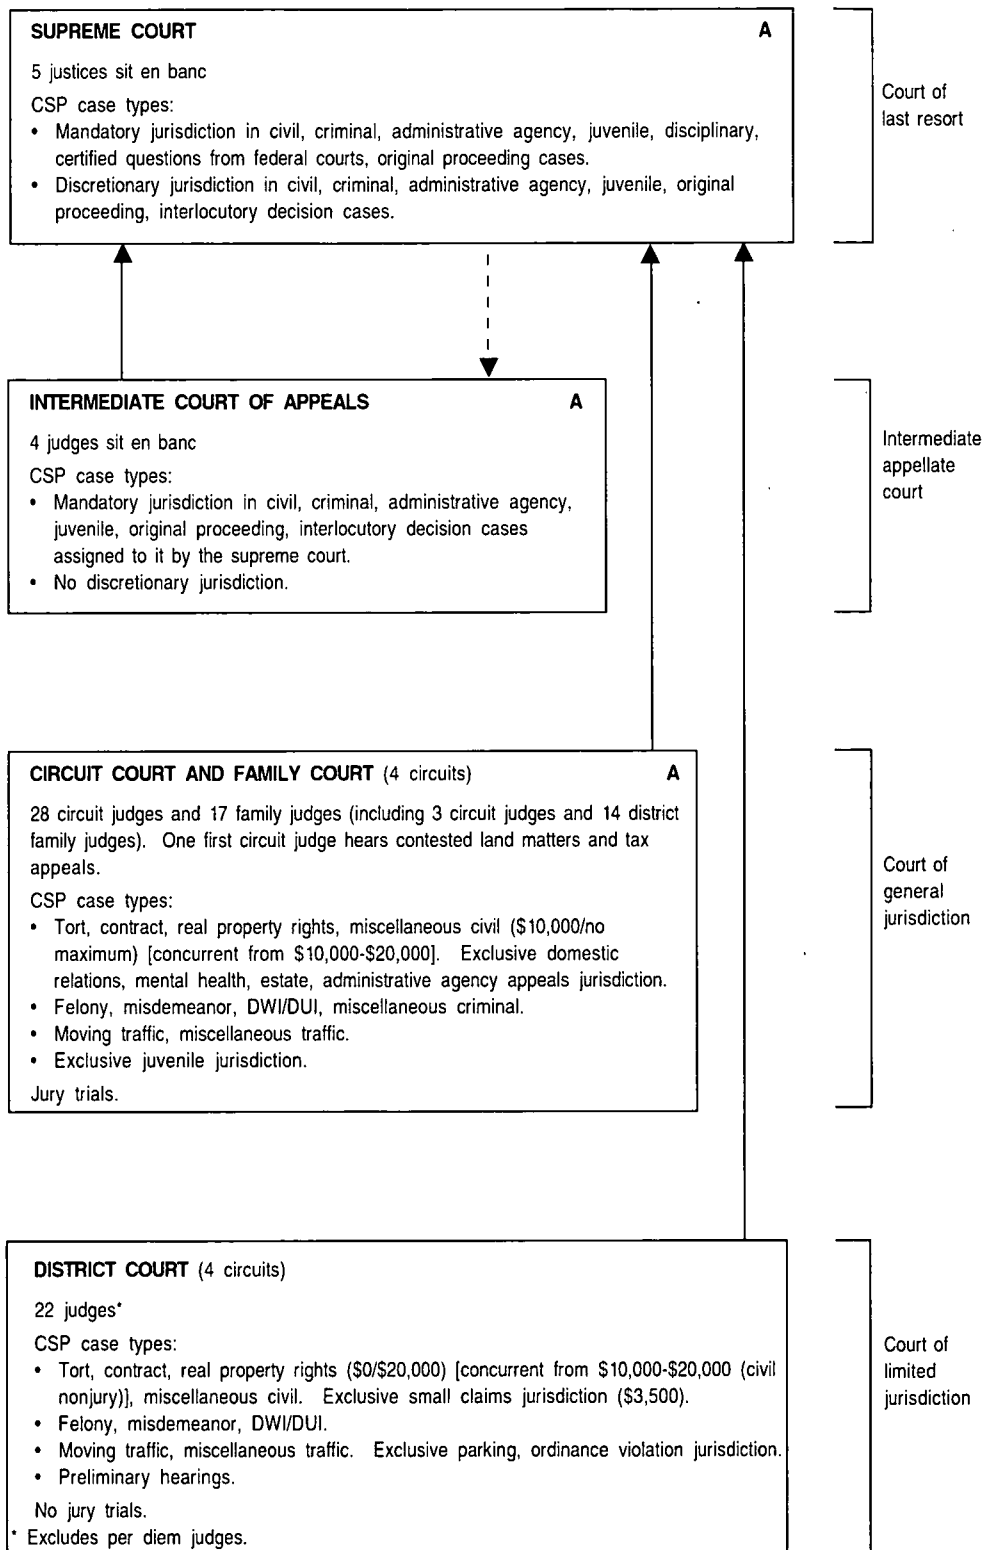 SUPREME COURT A
5 justices sit en banc
CSP case types:
• Mandatory jurisdiction in civil, criminal, administrative agency, juvenile, disciplinary,
certified questions from federal courts, original proceeding cases.
• Discretionary jurisdiction in civil, criminal, administrative agency, juvenile, original
proceeding, interlocutory decision cases.
Court of
last resort
INTERMEDIATE COURT OF APPEALS A
4 judges sit en banc
CSP case types:
• Mandatory jurisdiction in civil, criminal, administrative agency,
juvenile, original proceeding, interlocutory decision cases
assigned to it by the supreme court.
• No discretionary jurisdiction.
Intermediate
appellate
court
CIRCUIT COURT AND FAMILY COURT (4 circuits) A
28 circuit judges and 17 family judges (including 3 circuit judges and 14 district
family judges). One first circuit judge hears contested land matters and tax
appeals.
CSP case types:
• Tort, contract, real property rights, miscellaneous civil ($10,000/no
maximum) [concurrent from $10,000-$20,000]. Exclusive domestic
relations, mental health, estate, administrative agency appeals jurisdiction.
• Felony, misdemeanor, DWI/DUI, miscellaneous criminal.
• Moving traffic, miscellaneous traffic.
• Exclusive juvenile jurisdiction.
Jury trials.
Court of
general
jurisdiction
DISTRICT COURT (4 circuits)
22 judges*
CSP case types:
• Tort, contract, real property rights ($0/$20,000) [concurrent from $10,000-$20,000 (civil
nonjury)], miscellaneous civil. Exclusive small claims jurisdiction ($3,500).
• Felony, misdemeanor, DWI/DUI.
• Moving traffic, miscellaneous traffic. Exclusive parking, ordinance violation jurisdiction.
• Preliminary hearings.
No jury trials.
* Excludes per diem judges.
Court of
limited
jurisdiction